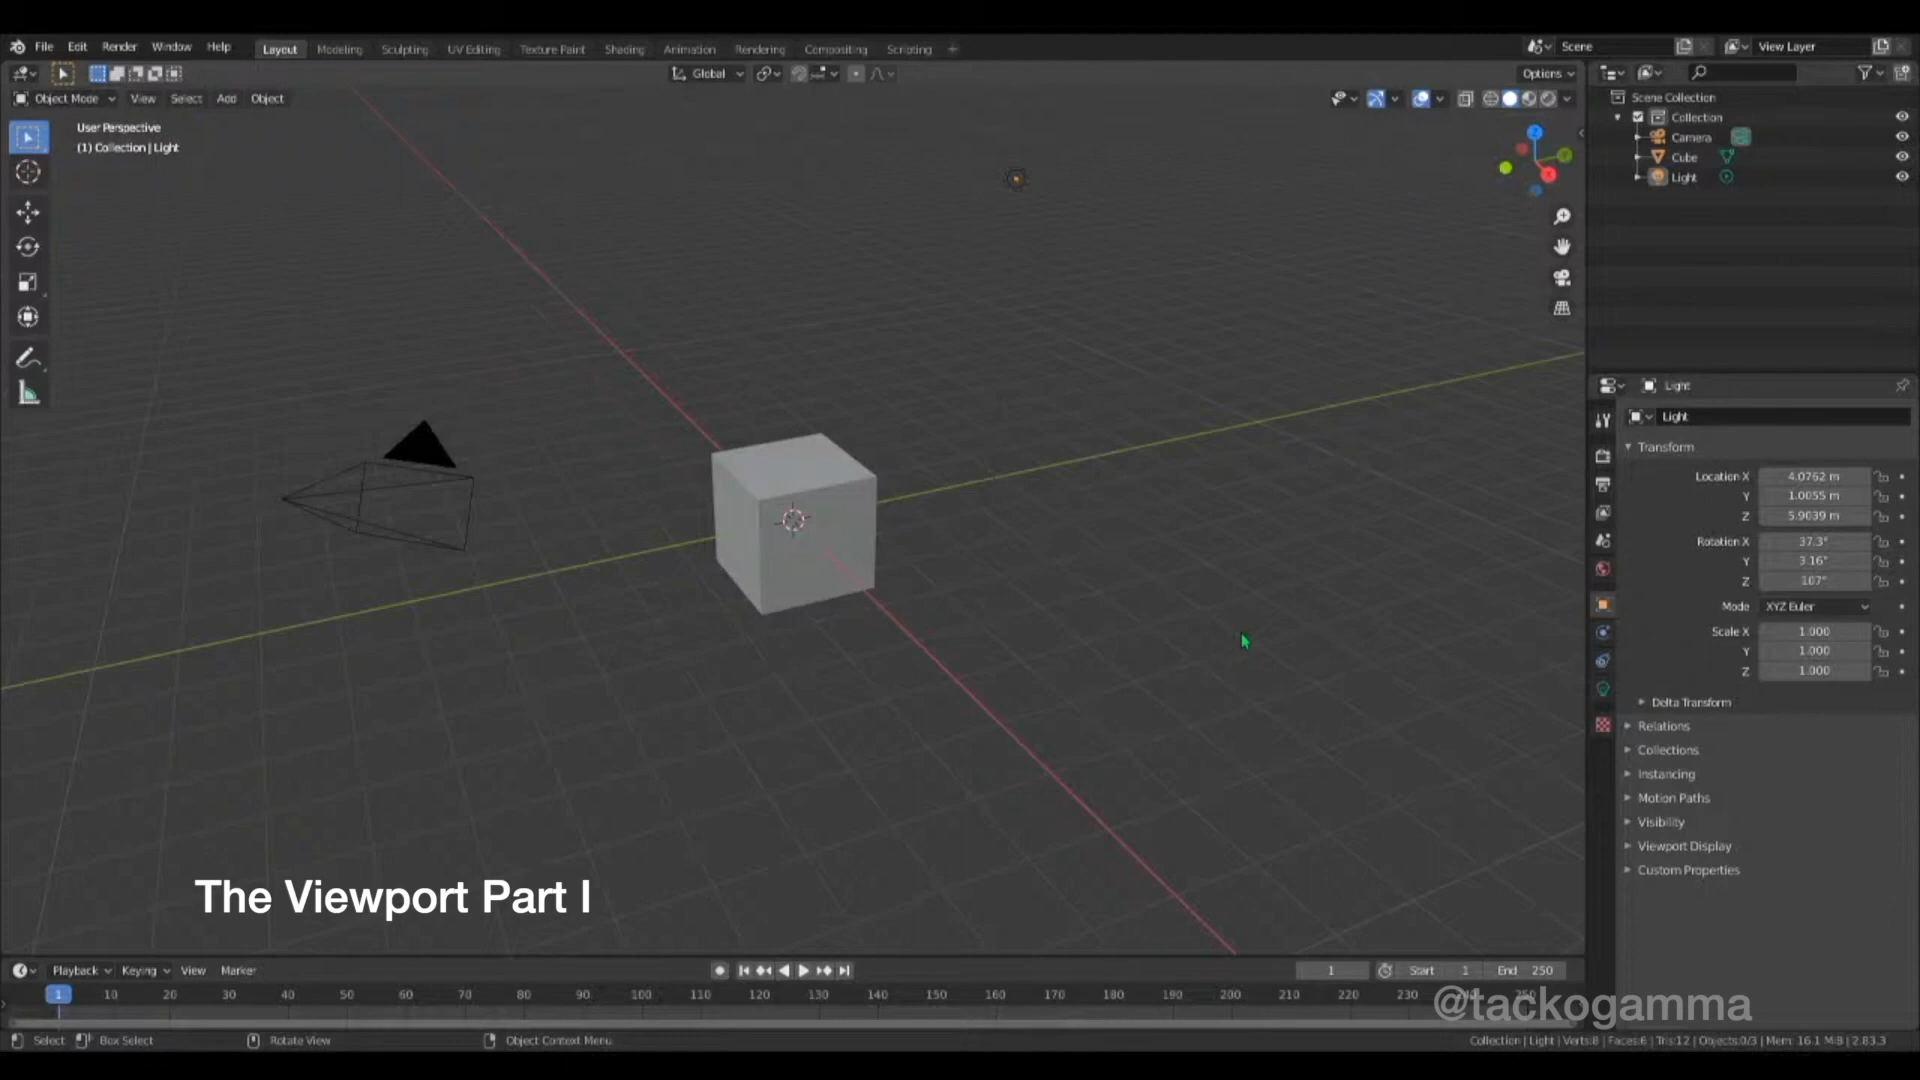 File Edit Render Window Help Layout Modeling Sculpting UV Editing Texture Paint Shading Animation Rendering Compositing Scripting + Scene View Layer
Global Options
Object Mode View Select Add Object
User Perspective
(1) Collection | Light
Z
Y
X
Scene Collection
Collection
Camera
Cube
Light
Light
Light
Transform
Location X 4.0762 m
Y 1.0055 m
Z 5.9039 m
Rotation X 37.3°
Y 3.16°
Z 107°
Mode XYZ Euler
Scale X 1.000
Y 1.000
Z 1.000
Delta Transform
Relations
Collections
Instancing
Motion Paths
Visibility
Viewport Display
Custom Properties
The Viewport Part I
Playback Keying View Marker 1 Start 1 End 250
1 10 20 30 40 50 60 70 80 90 100 110 120 130 140 150 160 170 180 190 200 210 220 230 240 250
@tackogamma
Select Box Select Rotate View Object Context Menu Collection | Light | Verts:8 | Faces:6 | Tris:12 | Objects:0/3 | Mem: 16.1 MiB | 2.83.3